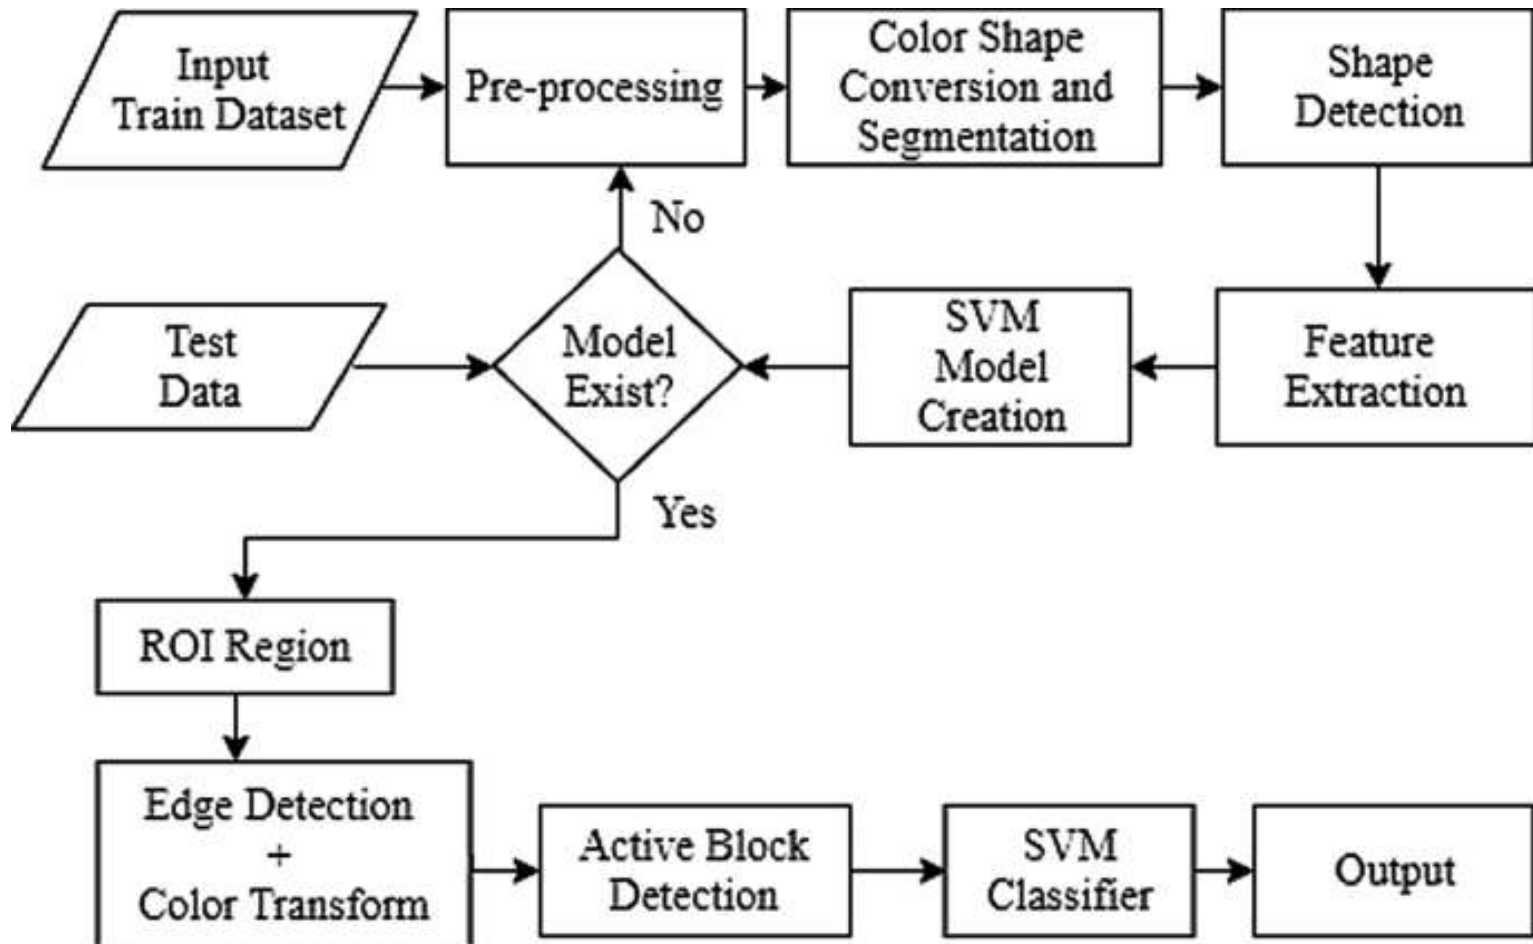 Input
Train Dataset
Pre-processing
Color Shape
Conversion and
Segmentation
Shape
Detection
No
Test
Data
Model
Exist?
SVM
Model
Creation
Feature
Extraction
Yes
ROI Region
Edge Detection
+
Color Transform
Active Block
Detection
SVM
Classifier
Output